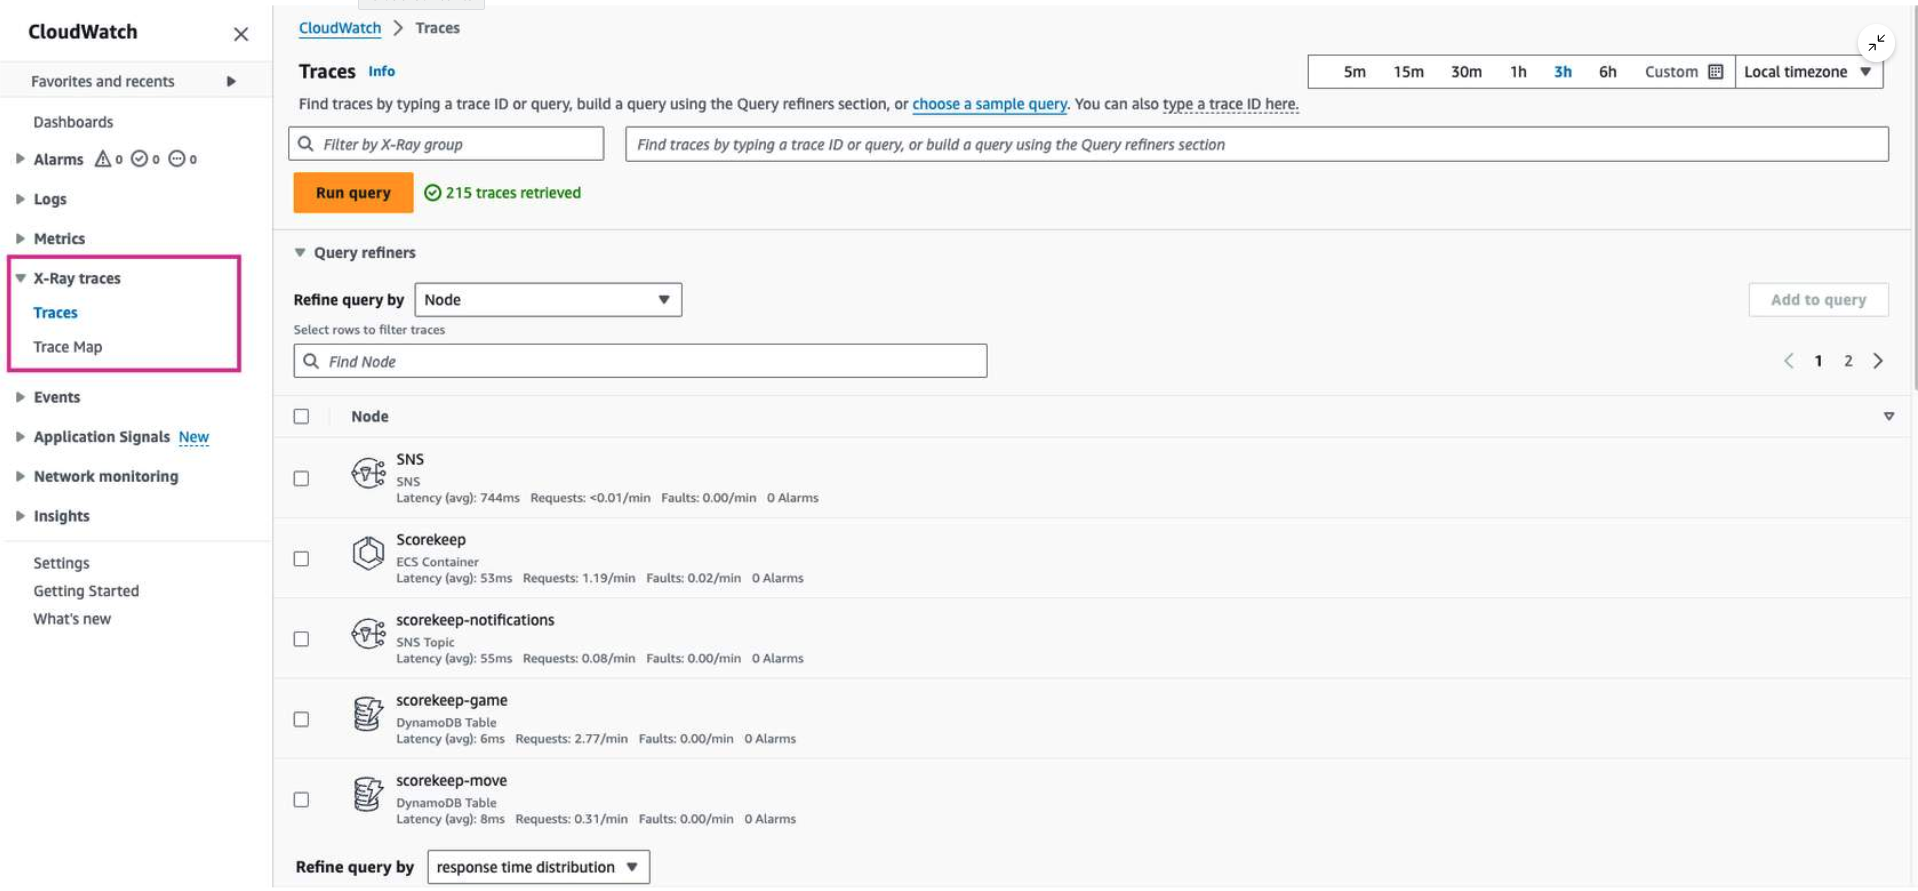 CloudWatch
Favorites and recents
Dashboards
Alarms 0 0 0
Logs
Metrics
X-Ray traces
Traces
Trace Map
Events
Application Signals New
Network monitoring
Insights
Settings
Getting Started
What's new
CloudWatch > Traces
Traces Info
5m 15m 30m 1h 3h 6h Custom Local timezone
Find traces by typing a trace ID or query, build a query using the Query refiners section, or choose a sample query. You can also type a trace ID here.
Filter by X-Ray group
Find traces by typing a trace ID or query, or build a query using the Query refiners section
Run query 215 traces retrieved
Query refiners
Refine query by Node
Add to query
Select rows to filter traces
Find Node
1 2
Node
SNS
SNS
Latency (avg): 744ms Requests: <0.01/min Faults: 0.00/min 0 Alarms
Scorekeep
ECS Container
Latency (avg): 53ms Requests: 1.19/min Faults: 0.02/min 0 Alarms
scorekeep-notifications
SNS Topic
Latency (avg): 55ms Requests: 0.08/min Faults: 0.00/min 0 Alarms
scorekeep-game
DynamoDB Table
Latency (avg): 6ms Requests: 2.77/min Faults: 0.00/min 0 Alarms
scorekeep-move
DynamoDB Table
Latency (avg): 8ms Requests: 0.31/min Faults: 0.00/min 0 Alarms
Refine query by response time distribution